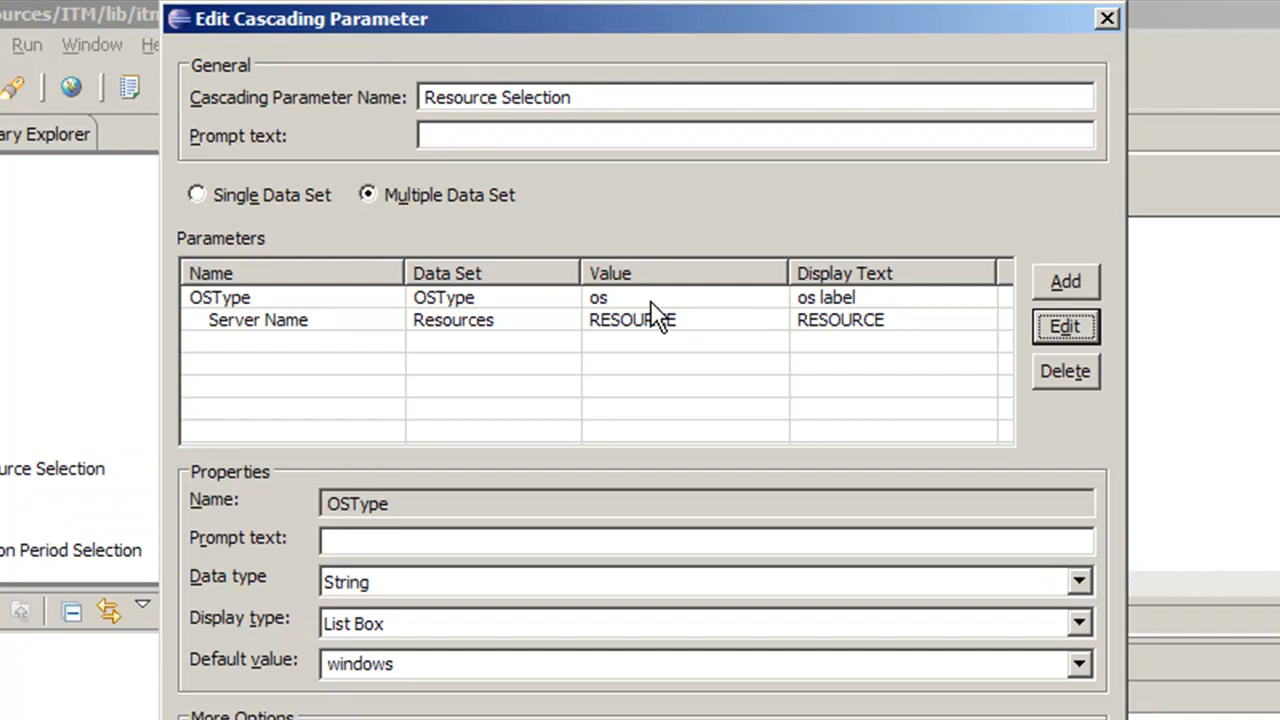 ources/ITM/lib/itm
Edit Cascading Parameter
Run Window He
General
Cascading Parameter Name: Resource Selection
Prompt text:
ary Explorer
Single Data Set Multiple Data Set
Parameters
Name Data Set Value Display Text
OSType OSType os os label
Server Name Resources RESOURCE RESOURCE
Add
Edit
Delete
Properties
Name: OSType
Prompt text:
Data type String
Display type: List Box
Default value: windows
More Options
urce Selection
on Period Selection